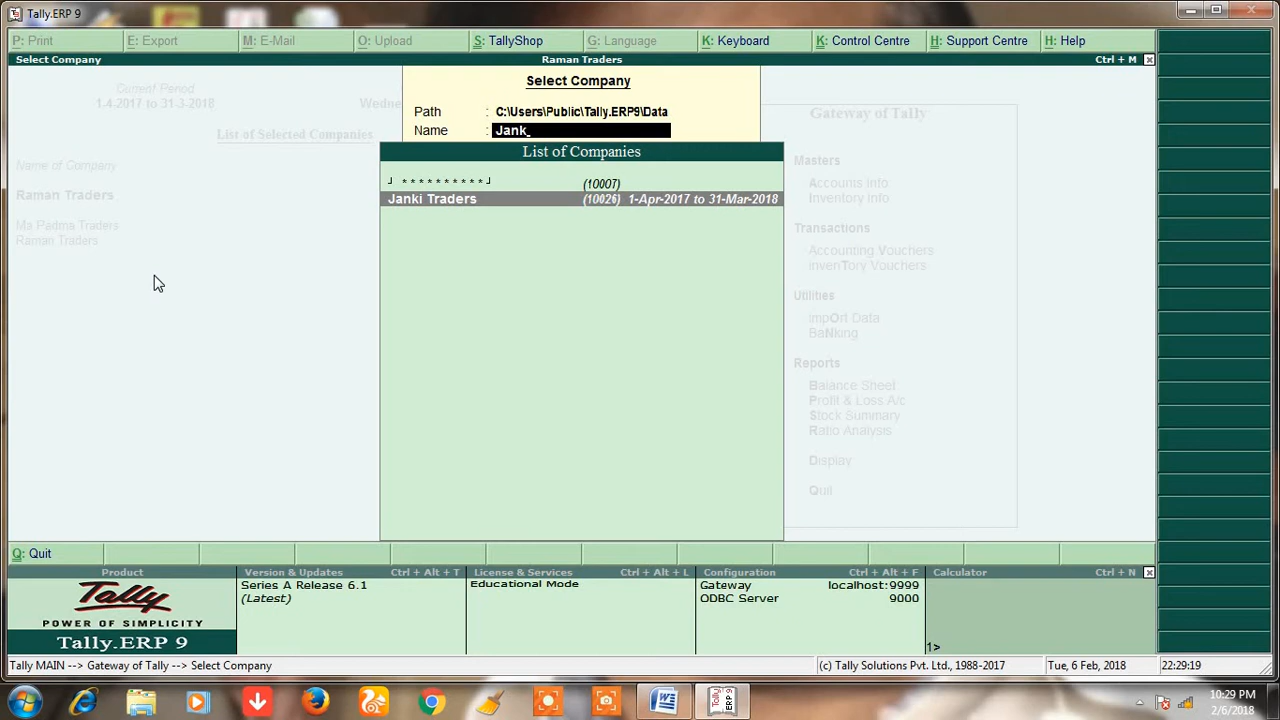 Tally.ERP 9
P: Print E: Export M: E-Mail O: Upload S: TallyShop G: Language K: Keyboard K: Control Centre H: Support Centre H: Help
Select Company Raman Traders Ctrl + M
Current Period
1.4.2017 to 31-3-2018 Wedne
List of Selected Companies
Name of Company
Raman Traders
Ma Padma Traders
Raman Traders
Select Company
Path : C:\Users\Public\Tally.ERP9\Data
Name : Jank_
List of Companies
┘ **********┘ (10007)
Janki Traders (10026) 1-Apr-2017 to 31-Mar-2018
Gateway of Tally
Masters
Accounts Info
Inventory Info.
Transactions
Accounting Vouchers
invenTory Vouchers
Utilities
impOrt Data
BaNking
Reports
Balance Sheet
Profit & Loss A/c
Stock Summary
Ratio Analysis
Display
Quit
Q: Quit
Product
Tally
POWER OF SIMPLICITY
Tally.ERP 9
Version & Updates Ctrl + Alt + T
Series A Release 6.1
(Latest)
License & Services Ctrl + Alt + L
Educational Mode
Configuration Ctrl + Alt + F
Gateway localhost:9999
ODBC Server 9000
Calculator Ctrl + N
1>
Tally MAIN --> Gateway of Tally --> Select Company (c) Tally Solutions Pvt. Ltd., 1988-2017 Tue, 6 Feb, 2018 22:29:19
10:29 PM
2/6/2018